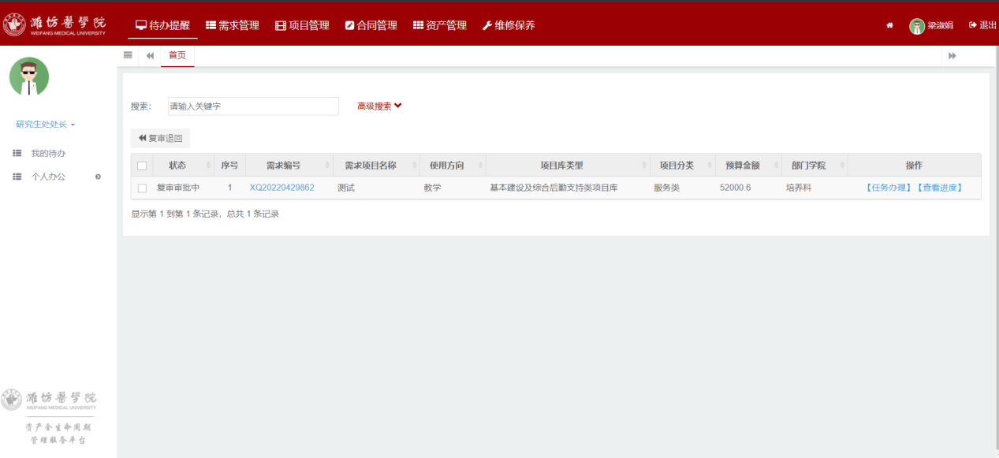 潍坊醫學院 待办提醒 需求管理 项目管理 合同管理 资产管理 维修保养 梁淑娟 退出
WEIFANG MEDICAL UNIVERSITY
首页
搜索: 请输入关键字 高级搜索
研究生处处长
复审退回
我的待办
个人办公
状态 序号 需求编号 需求项目名称 使用方向 项目库类型 项目分类 预算金额 部门学院 操作
复审审批中 1 XQ20220429862 测试 教学 基本建设及综合后勤支持类项目库 服务类 52000.6 培养科 【任务办理】【查看进度】
显示第 1 到第 1 条记录，总共 1 条记录
潍坊醫學院
WEIFANG MEDICAL UNIVERSITY
资产全生命周期
管理服务平台